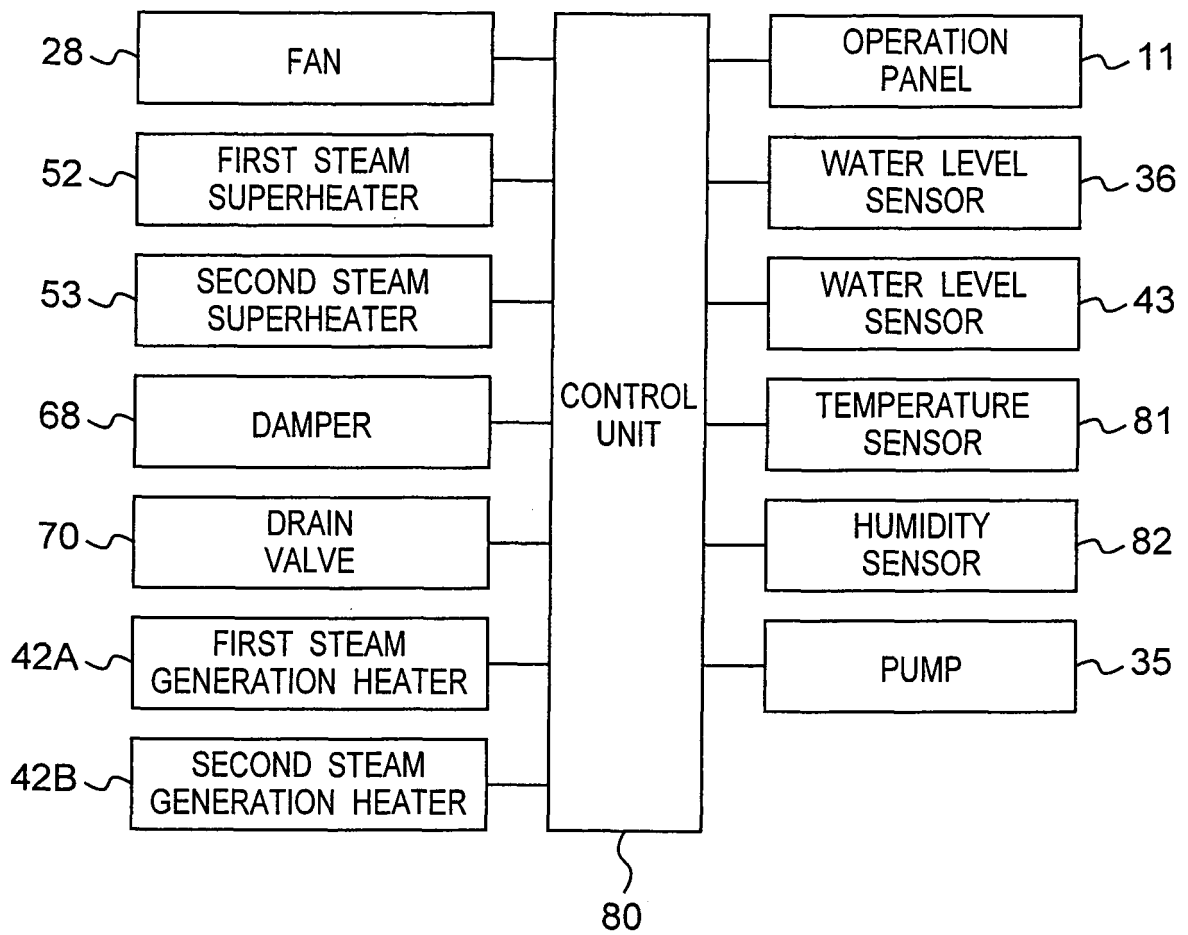 28
FAN
52
FIRST STEAM
SUPERHEATER
53
SECOND STEAM
SUPERHEATER
68
DAMPER
70
DRAIN
VALVE
42A
FIRST STEAM
GENERATION HEATER
42B
SECOND STEAM
GENERATION HEATER
CONTROL
UNIT
80
OPERATION
PANEL
11
WATER LEVEL
SENSOR
36
WATER LEVEL
SENSOR
43
TEMPERATURE
SENSOR
81
HUMIDITY
SENSOR
82
PUMP
35